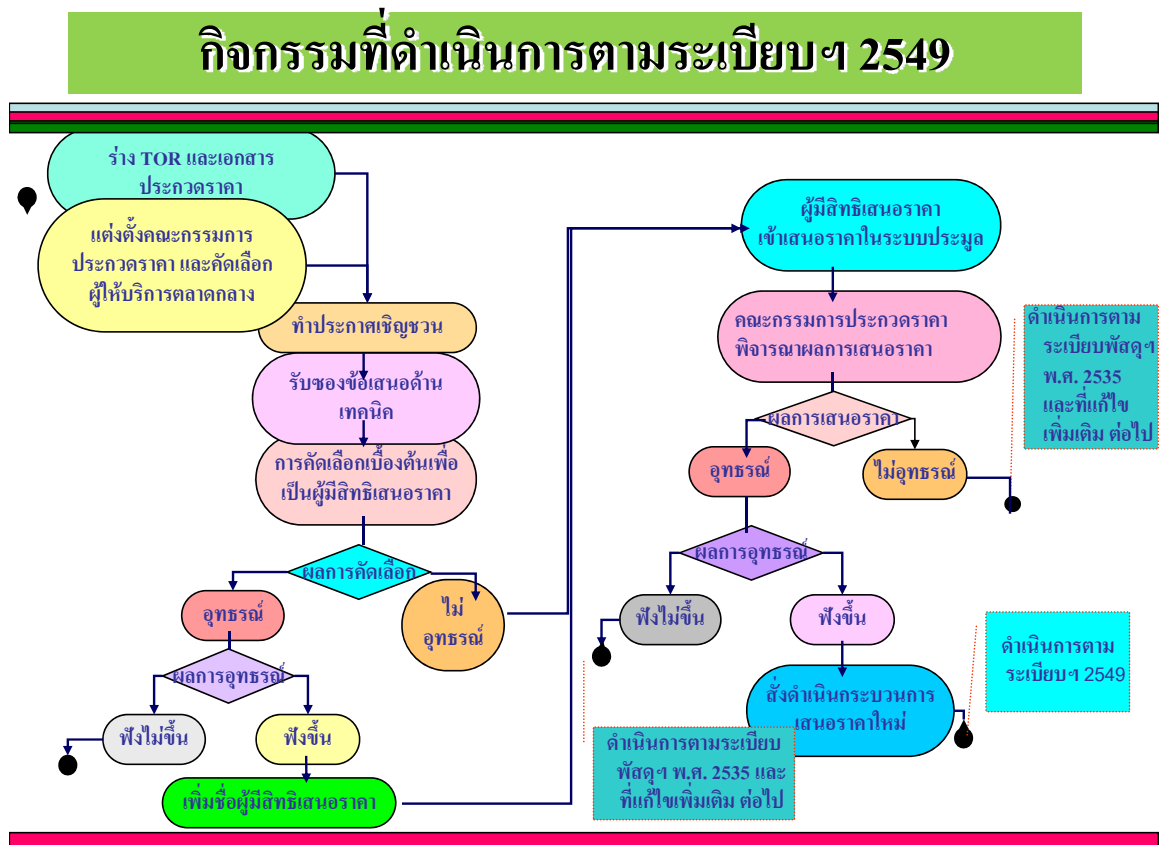 กิจกรรมที่ดำเนินการตามระเบียบฯ 2549
ร่าง TOR และเอกสาร
ประกวดราคา
แต่งตั้งคณะกรรมการ
ประกวดราคา และคัดเลือก
ผู้ให้บริการตลาดกลาง
ทำประกาศเชิญชวน
รับซองข้อเสนอด้าน
เทคนิค
การคัดเลือกเบื้องต้นเพื่อ
เป็นผู้มีสิทธิเสนอราคา
ผลการคัดเลือก
อุทธรณ์
ไม่
อุทธรณ์
ผลการอุทธรณ์
ฟังไม่ขึ้น
ฟังขึ้น
เพิ่มชื่อผู้มีสิทธิเสนอราคา
ผู้มีสิทธิเสนอราคา
เข้าเสนอราคาในระบบประมูล
คณะกรรมการประกวดราคา
พิจารณาผลการเสนอราคา
ผลการเสนอราคา
อุทธรณ์
ไม่อุทธรณ์
ดำเนินการตาม
ระเบียบพัสดุฯ
พ.ศ. 2535
และที่แก้ไข
เพิ่มเติม ต่อไป
ผลการอุทธรณ์
ฟังไม่ขึ้น
ฟังขึ้น
สั่งดำเนินกระบวนการ
เสนอราคาใหม่
ดำเนินการตาม
ระเบียบฯ 2549
ดำเนินการตามระเบียบ
พัสดุฯ พ.ศ. 2535 และ
ที่แก้ไขเพิ่มเติม ต่อไป